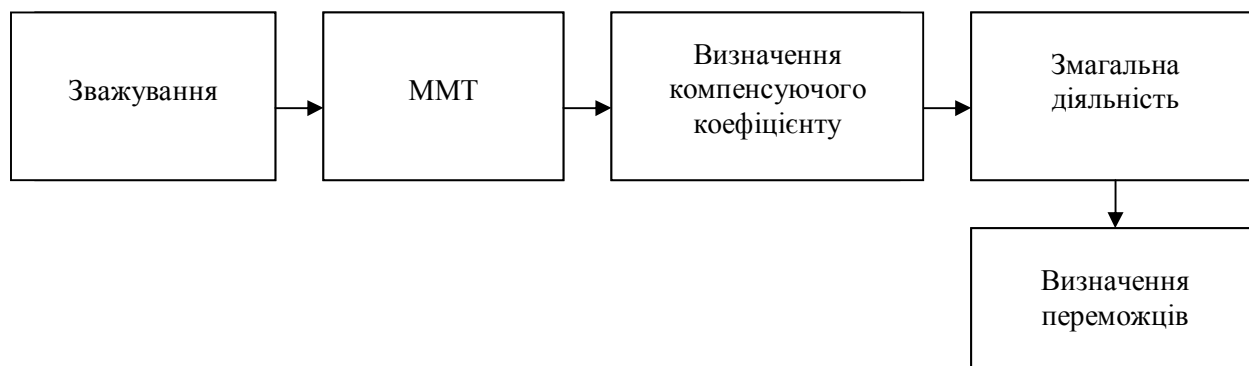 Зважування
ММТ
Визначення
компенсуючого
коефіцієнту
Змагальна
діяльність
Визначення
переможців